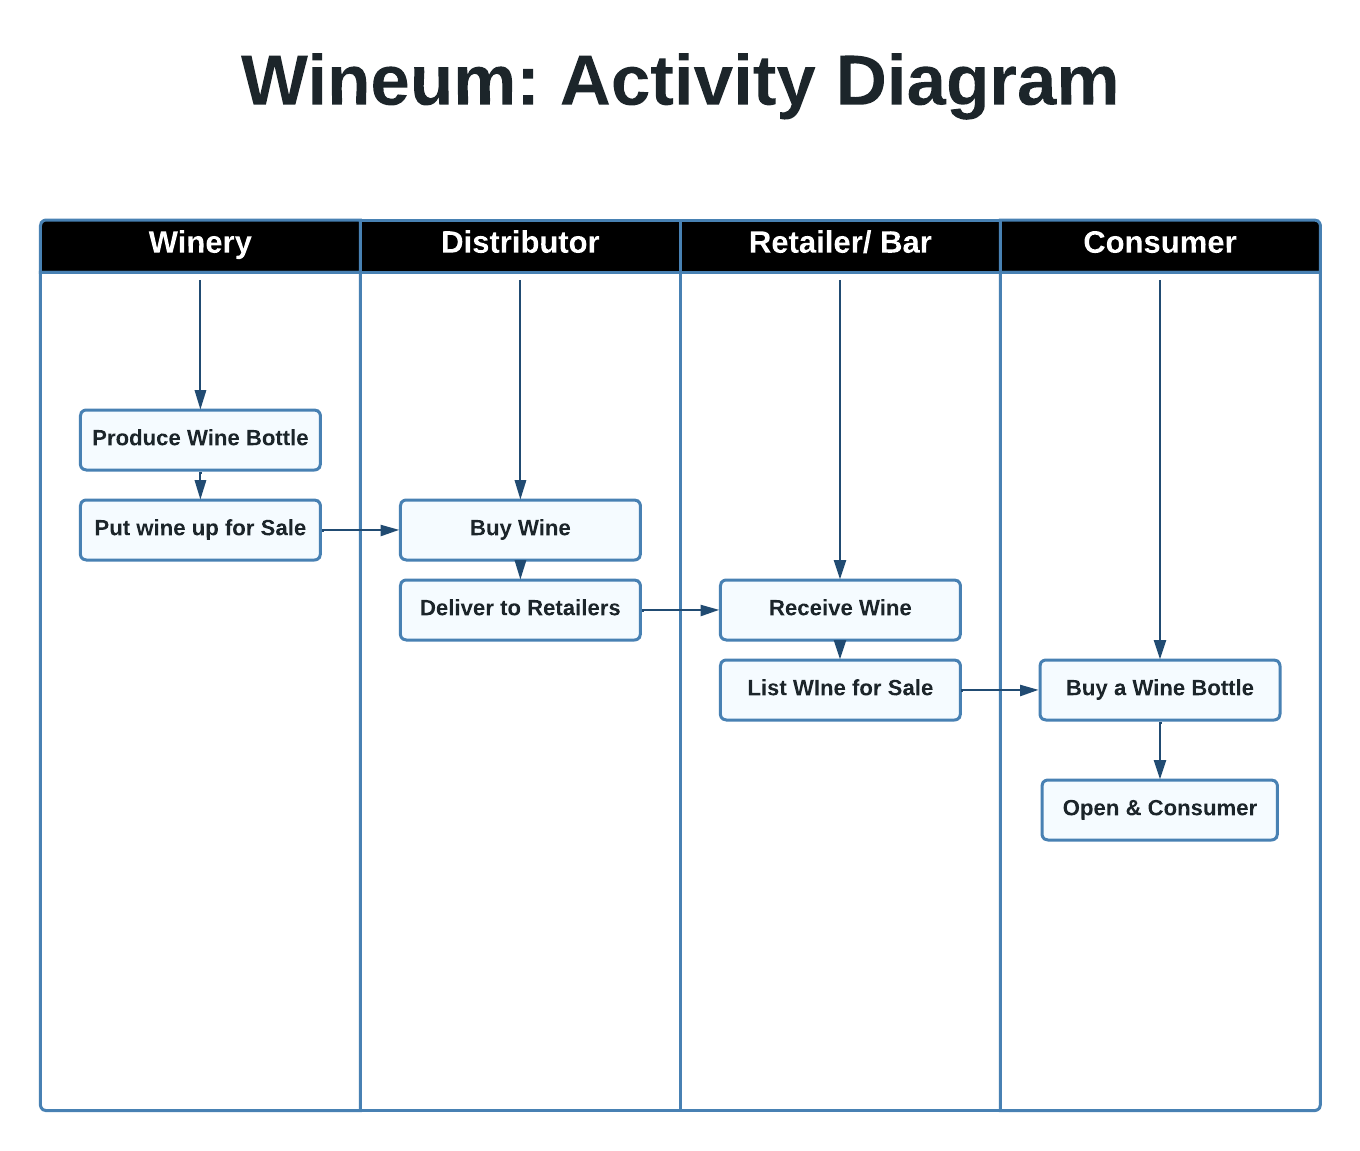 Wineum: Activity Diagram
Winery
Distributor
Retailer/ Bar
Consumer
Produce Wine Bottle
Put wine up for Sale
Buy Wine
Deliver to Retailers
Receive Wine
List WIne for Sale
Buy a Wine Bottle
Open & Consumer